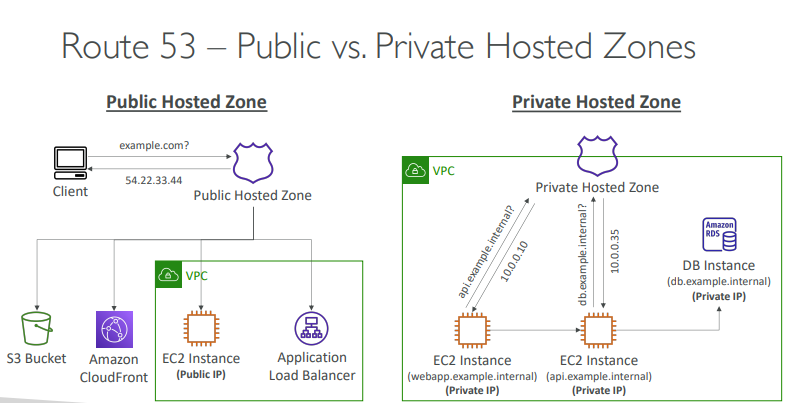 Route 53 – Public vs. Private Hosted Zones
Public Hosted Zone
example.com?
54.22.33.44
Client
Public Hosted Zone
VPC
S3 Bucket
Amazon
CloudFront
EC2 Instance
(Public IP)
Application
Load Balancer
Private Hosted Zone
VPC
Private Hosted Zone
api.example.internal?
10.0.0.10
db.example.internal?
10.0.0.35
Amazon
RDS
DB Instance
(db.example.internal)
(Private IP)
EC2 Instance
(webapp.example.internal)
(Private IP)
EC2 Instance
(api.example.internal)
(Private IP)